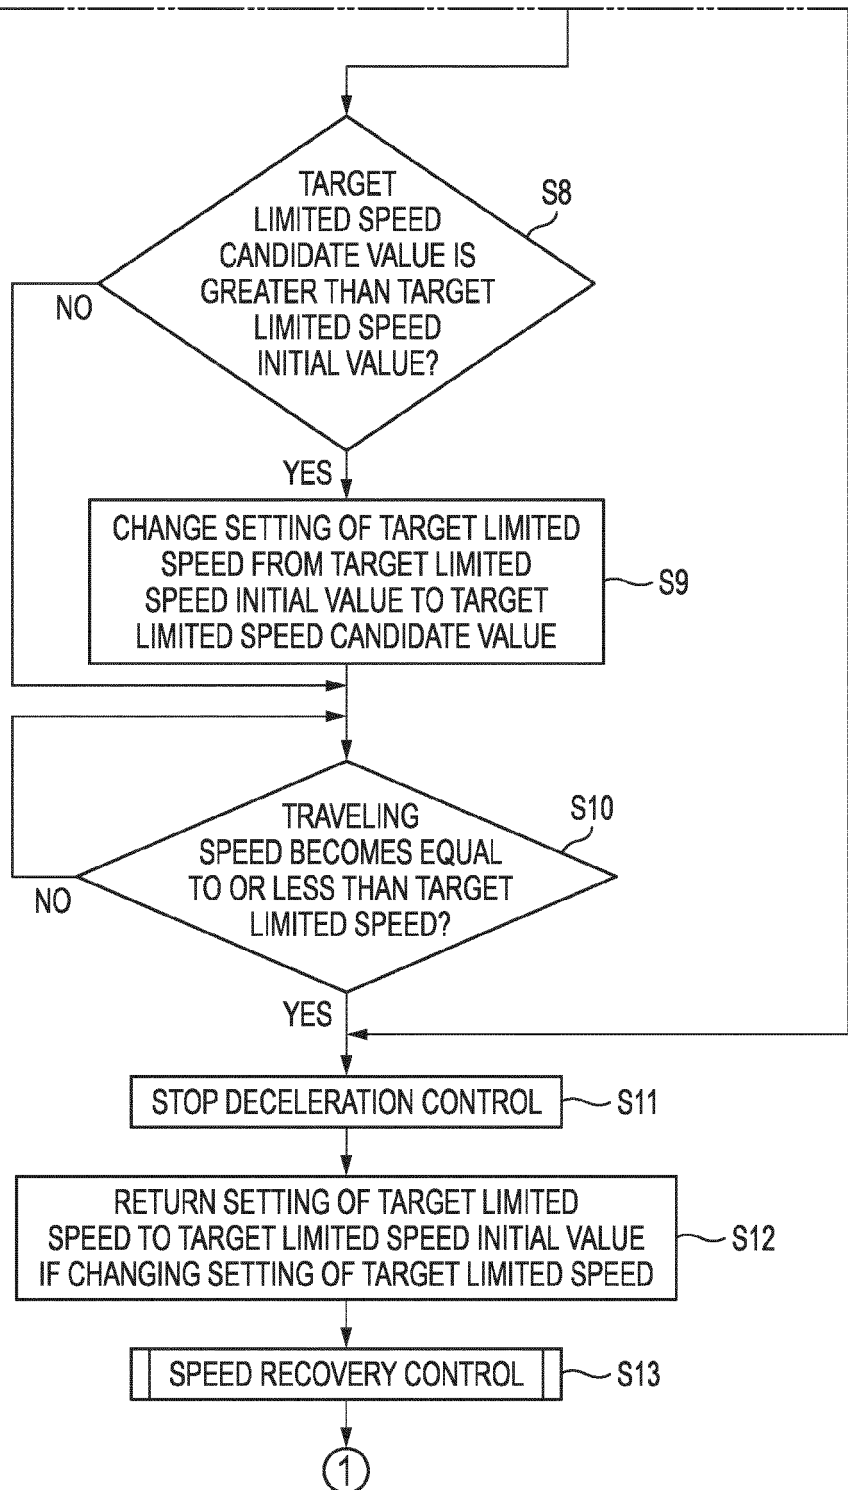 TARGET
LIMITED SPEED
CANDIDATE VALUE IS
GREATER THAN TARGET
LIMITED SPEED
INITIAL VALUE?
S8
NO
YES
CHANGE SETTING OF TARGET LIMITED
SPEED FROM TARGET LIMITED
SPEED INITIAL VALUE TO TARGET
LIMITED SPEED CANDIDATE VALUE
S9
TRAVELING
SPEED BECOMES EQUAL
TO OR LESS THAN TARGET
LIMITED SPEED?
S10
NO
YES
STOP DECELERATION CONTROL
S11
RETURN SETTING OF TARGET LIMITED
SPEED TO TARGET LIMITED SPEED INITIAL VALUE
IF CHANGING SETTING OF TARGET LIMITED SPEED
S12
SPEED RECOVERY CONTROL
S13
1